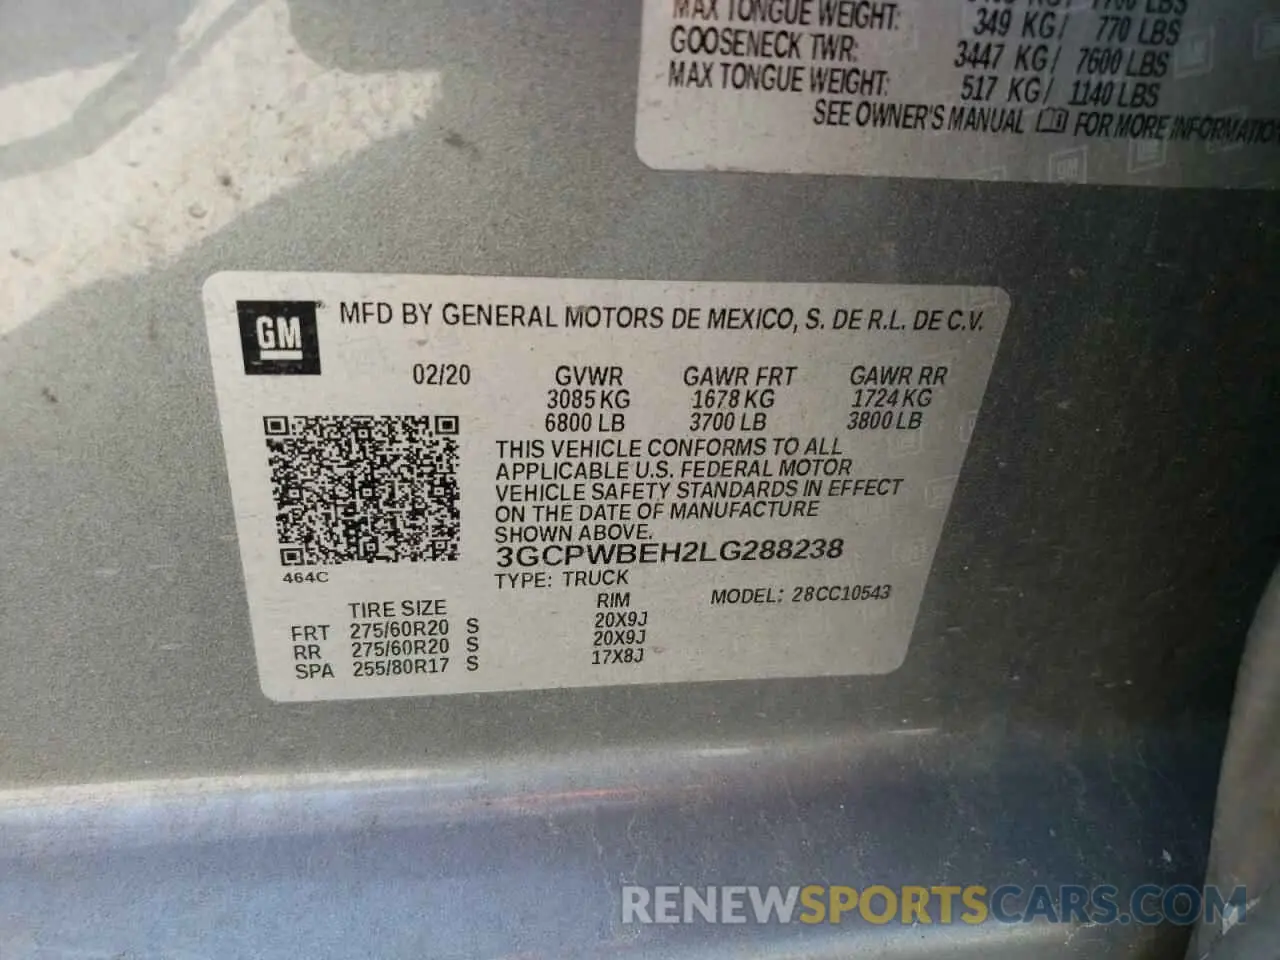 MAX TONGUE WEIGHT: 349 KG/ 770 LBS
GOOSENECK TWR: 3447 KG/ 7600 LBS
MAX TONGUE WEIGHT: 517 KG/ 1140 LBS
SEE OWNER'S MANUAL FOR MORE INFORMATION
GM
MFD BY GENERAL MOTORS DE MEXICO, S. DE R.L. DE C.V.
02/20 GVWR GAWR FRT GAWR RR
3085 KG 1678 KG 1724 KG
6800 LB 3700 LB 3800 LB
THIS VEHICLE CONFORMS TO ALL
APPLICABLE U.S. FEDERAL MOTOR
VEHICLE SAFETY STANDARDS IN EFFECT
ON THE DATE OF MANUFACTURE
SHOWN ABOVE.
3GCPWBEH2LG288238
464C
TYPE: TRUCK MODEL: 28CC10543
TIRE SIZE RIM
FRT 275/60R20 S 20X9J
RR 275/60R20 S 20X9J
SPA 255/80R17 S 17X8J
RENEWSPORTSCARS.COM